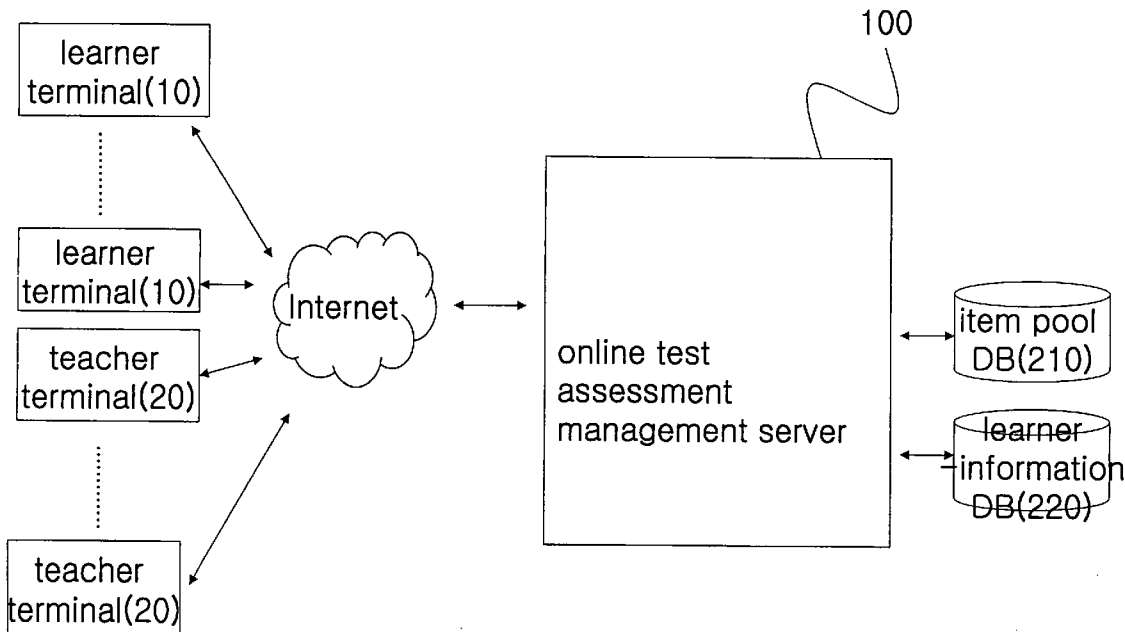 100
learner
terminal(10)
learner
terminal(10)
teacher
terminal(20)
teacher
terminal(20)
Internet
online test
assessment
management server
item pool
DB(210)
learner
information
DB(220)